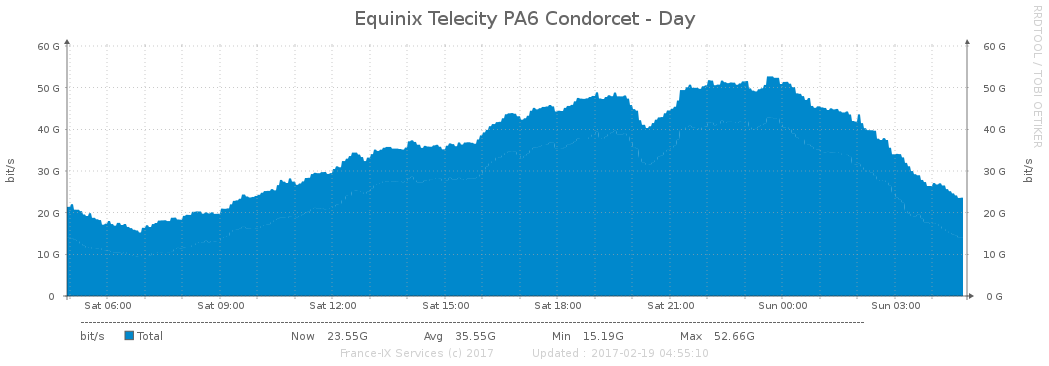 Equinix Telecity PA6 Condorcet - Day
RRDTOOL / TOBI OETIKER
60 G 60 G
50 G 50 G
40 G 40 G
30 G 30 G
20 G 20 G
10 G 10 G
0 0 G
bit/s bit/s
Sat 06:00 Sat 09:00 Sat 12:00 Sat 15:00 Sat 18:00 Sat 21:00 Sun 00:00 Sun 03:00
bit/s Total Now 23.55G Avg 35.55G Min 15.19G Max 52.66G
France-IX Services (c) 2017 Updated : 2017-02-19 04:55:10